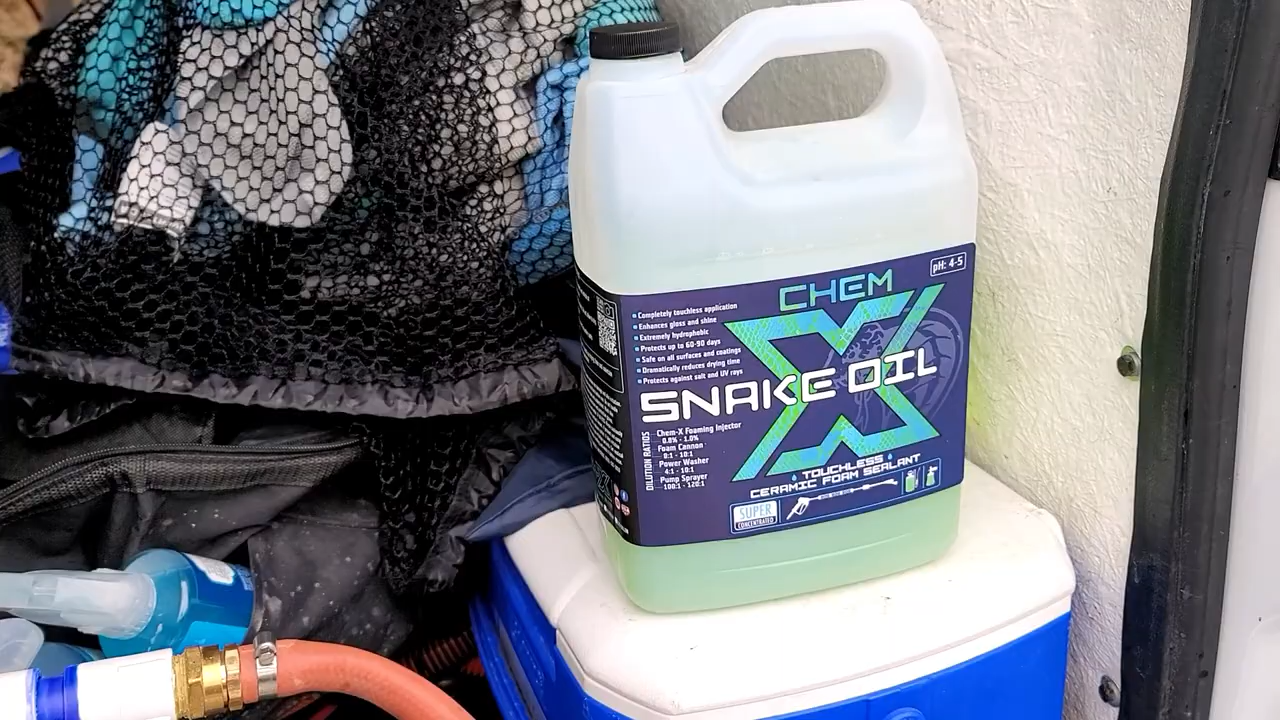 pH: 4-5
CHEM
X
Completely touchless application
Enhances gloss and shine
Extremely hydrophobic
Protects up to 60-90 days
Safe on all surfaces and coatings
Dramatically reduces drying time
Protects against salt and UV rays
SNAKE OIL
DILUTION RATIOS
Chem-X Foaming Injector
0.8% - 1.0%
Foam Cannon
8:1 - 10:1
Power Washer
4:1 - 10:1
Pump Sprayer
100:1 - 120:1
TOUCHLESS
CERAMIC FOAM SEALANT
SUPER
CONCENTRATED